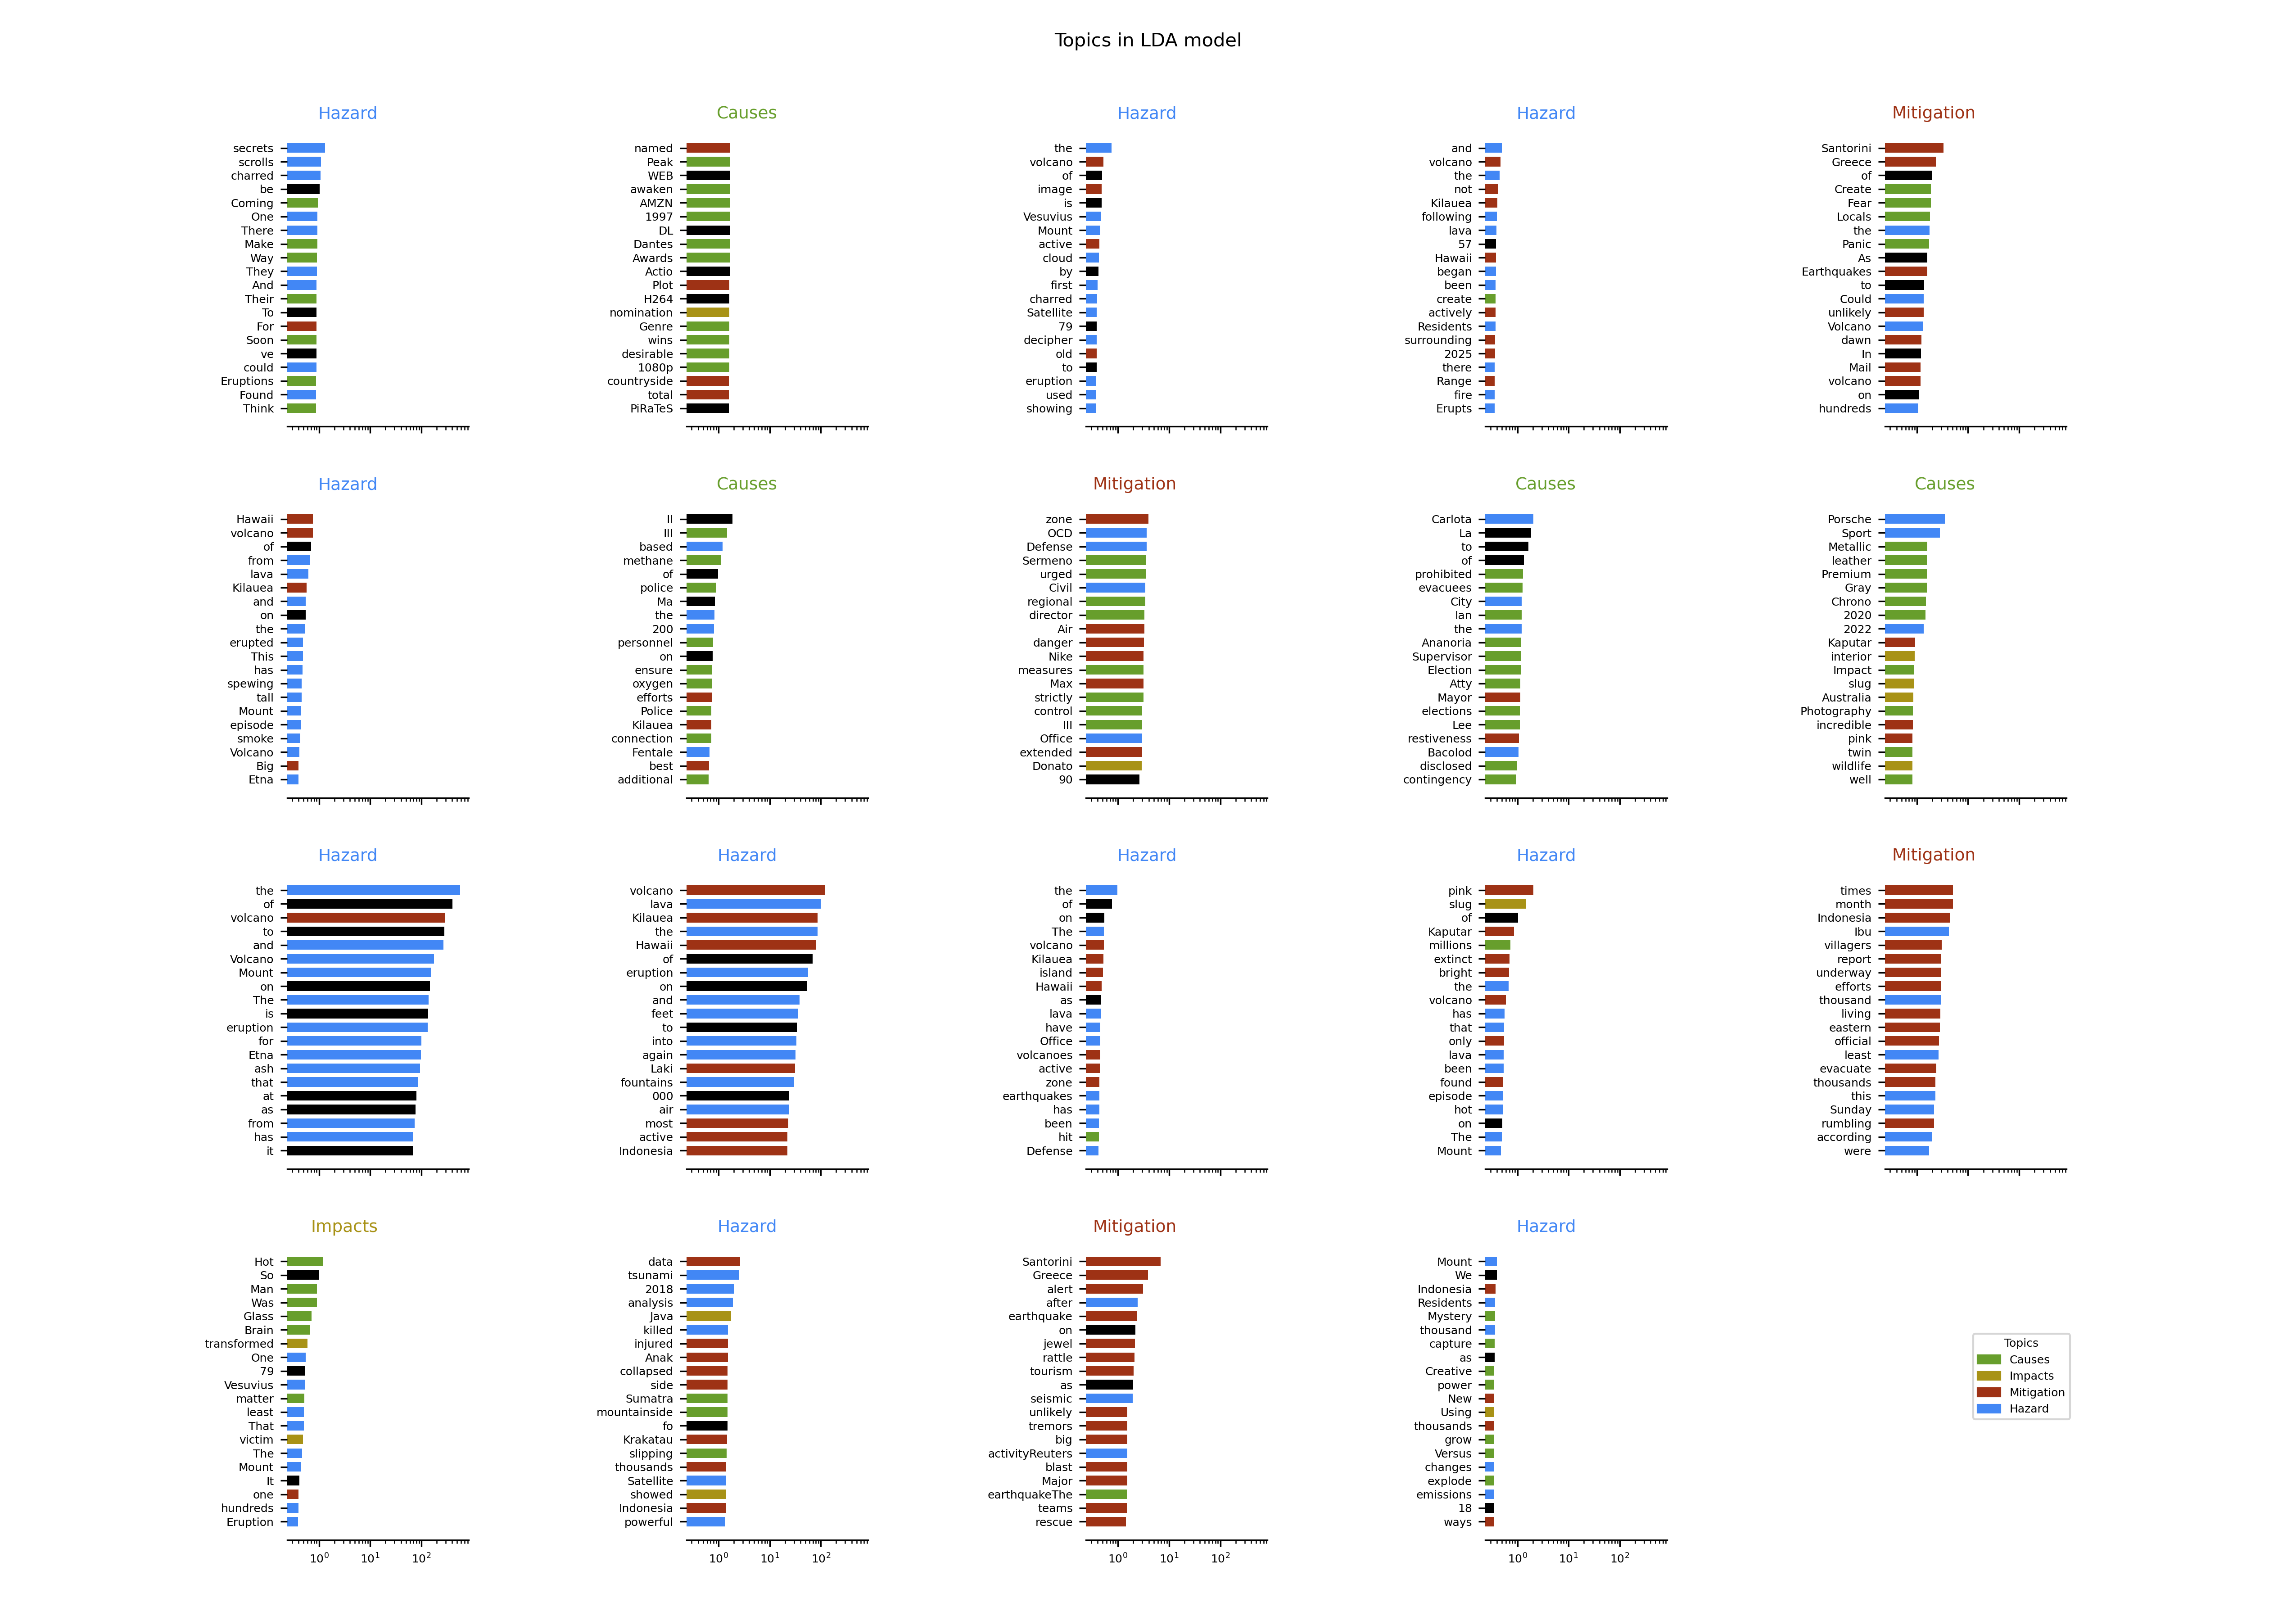 Topics in LDA model
Hazard
secrets
scrolls
charred
be
Coming
One
There
Make
Way
They
And
Their
To
For
Soon
ve
could
Eruptions
Found
Think
Causes
named
Peak
WEB
awaken
AMZN
1997
DL
Dantes
Awards
Actio
Plot
H264
nomination
Genre
wins
desirable
1080p
countryside
total
PiRaTeS
Hazard
the
volcano
of
image
is
Vesuvius
Mount
active
cloud
by
first
charred
Satellite
79
decipher
old
to
eruption
used
showing
Hazard
and
volcano
the
not
Kilauea
following
lava
57
Hawaii
began
been
create
actively
Residents
surrounding
2025
there
Range
fire
Erupts
Mitigation
Santorini
Greece
of
Create
Fear
Locals
the
Panic
As
Earthquakes
to
Could
unlikely
Volcano
dawn
In
Mail
volcano
on
hundreds
Hazard
Hawaii
volcano
of
from
lava
Kilauea
and
on
the
erupted
This
has
spewing
tall
Mount
episode
smoke
Volcano
Big
Etna
Causes
II
III
based
methane
of
police
Ma
the
200
personnel
on
ensure
oxygen
efforts
Police
Kilauea
connection
Fentale
best
additional
Mitigation
zone
OCD
Defense
Sermeno
urged
Civil
regional
director
Air
danger
Nike
measures
Max
strictly
control
III
Office
extended
Donato
90
Causes
Carlota
La
to
of
prohibited
evacuees
City
Ian
the
Ananoria
Supervisor
Election
Atty
Mayor
elections
Lee
restiveness
Bacolod
disclosed
contingency
Causes
Porsche
Sport
Metallic
leather
Premium
Gray
Chrono
2020
2022
Kaputar
interior
Impact
slug
Australia
Photography
incredible
pink
twin
wildlife
well
Hazard
the
of
volcano
to
and
Volcano
Mount
on
The
is
eruption
for
Etna
ash
that
at
as
from
has
it
Hazard
volcano
lava
Kilauea
the
Hawaii
of
eruption
on
and
feet
to
into
again
Laki
fountains
000
air
most
active
Indonesia
Hazard
the
of
on
The
volcano
Kilauea
island
Hawaii
as
lava
have
Office
volcanoes
active
zone
earthquakes
has
been
hit
Defense
Hazard
pink
slug
of
Kaputar
millions
extinct
bright
the
volcano
has
that
only
lava
been
found
episode
hot
on
The
Mount
Mitigation
times
month
Indonesia
Ibu
villagers
report
underway
efforts
thousand
living
eastern
official
least
evacuate
thousands
this
Sunday
rumbling
according
were
Impacts
Hot
So
Man
Was
Glass
Brain
transformed
One
79
Vesuvius
matter
least
That
victim
The
Mount
It
one
hundreds
Eruption
10⁰ 10¹ 10²
Hazard
data
tsunami
2018
analysis
Java
killed
injured
Anak
collapsed
side
Sumatra
mountainside
fo
Krakatau
slipping
thousands
Satellite
showed
Indonesia
powerful
10⁰ 10¹ 10²
Mitigation
Santorini
Greece
alert
after
earthquake
on
jewel
rattle
tourism
as
seismic
unlikely
tremors
big
activityReuters
blast
Major
earthquakeThe
teams
rescue
10⁰ 10¹ 10²
Hazard
Mount
We
Indonesia
Residents
Mystery
thousand
capture
as
Creative
power
New
Using
thousands
grow
Versus
changes
explode
emissions
18
ways
10⁰ 10¹ 10²
Topics
Causes
Impacts
Mitigation
Hazard